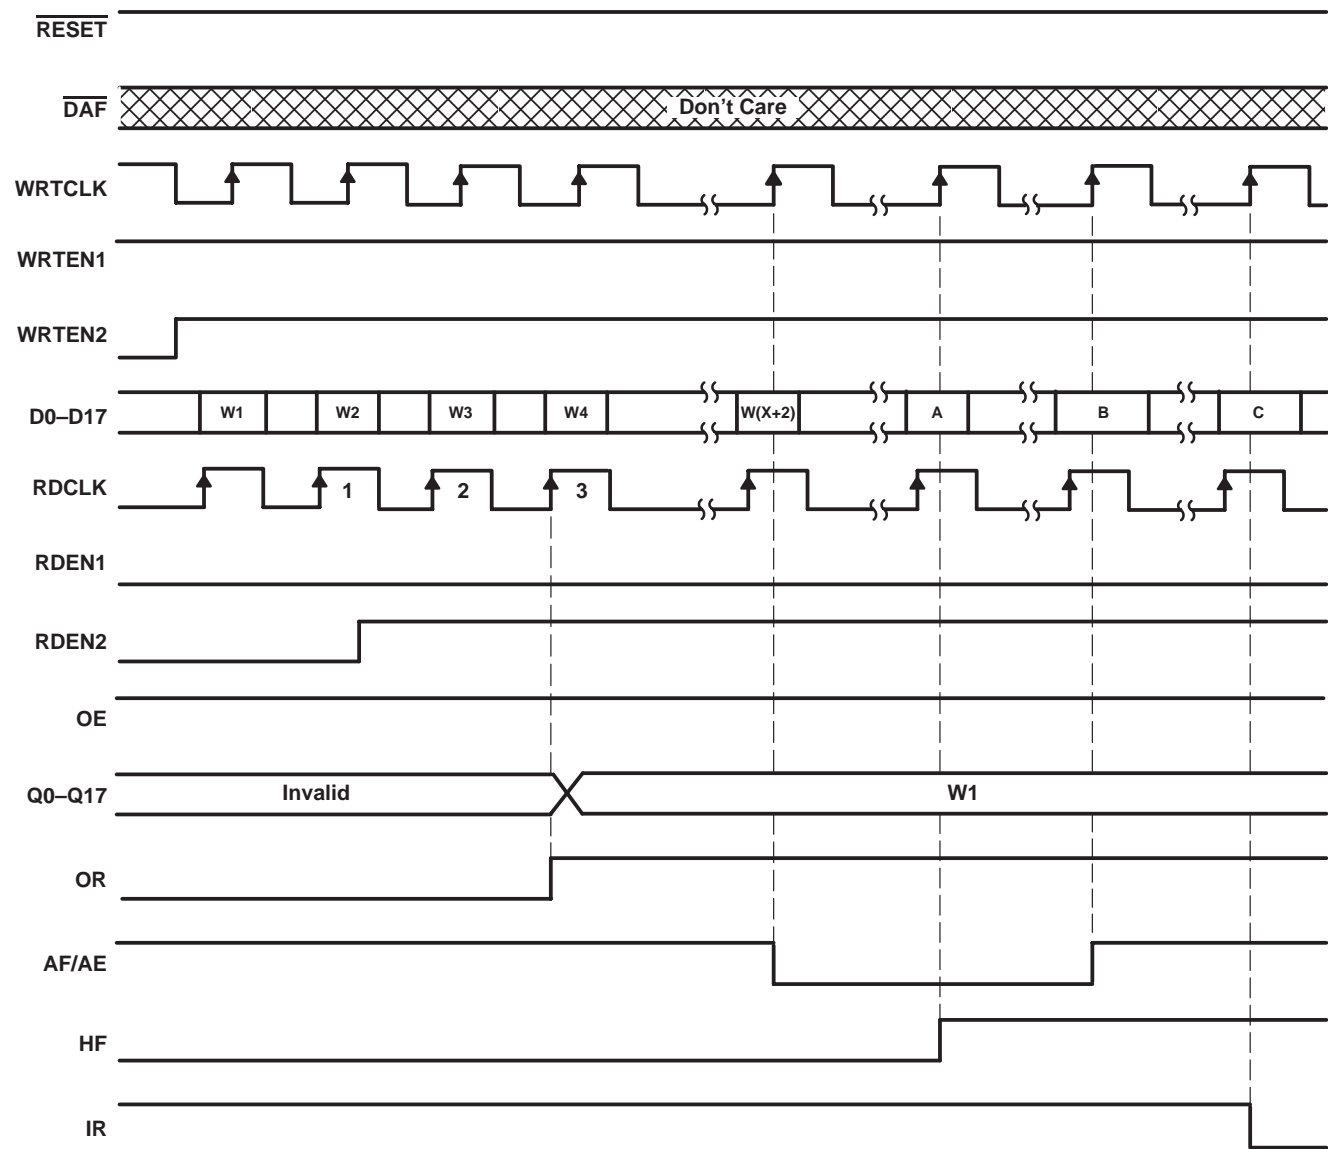 RESET
DAF
Don't Care
WRTCLK
WRTEN1
WRTEN2
D0–D17
W1 W2 W3 W4 W(X+2) A B C
RDCLK
1 2 3
RDEN1
RDEN2
OE
Q0–Q17
Invalid W1
OR
AF/AE
HF
IR